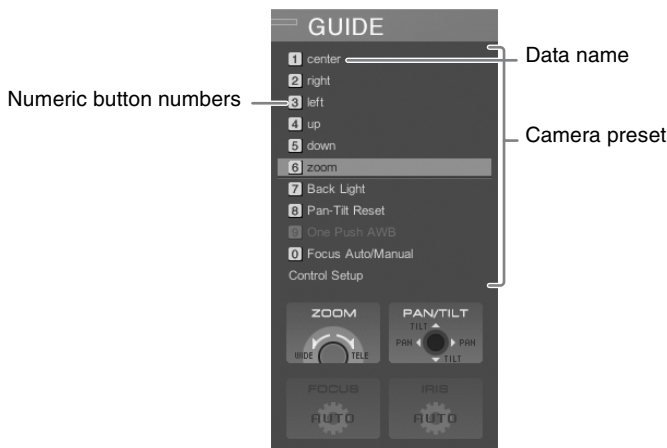 GUIDE
1 center
Data name
2 right
Numeric button numbers
3 left
4 up
Camera preset
5 down
6 zoom
7 Back Light
8 Pan-Tilt Reset
9 One Push AWB
0 Focus Auto/Manual
Control Setup
ZOOM
WIDE TELE
PAN/TILT
TILT
PAN PAN
TILT
FOCUS
AUTO
IRIS
AUTO